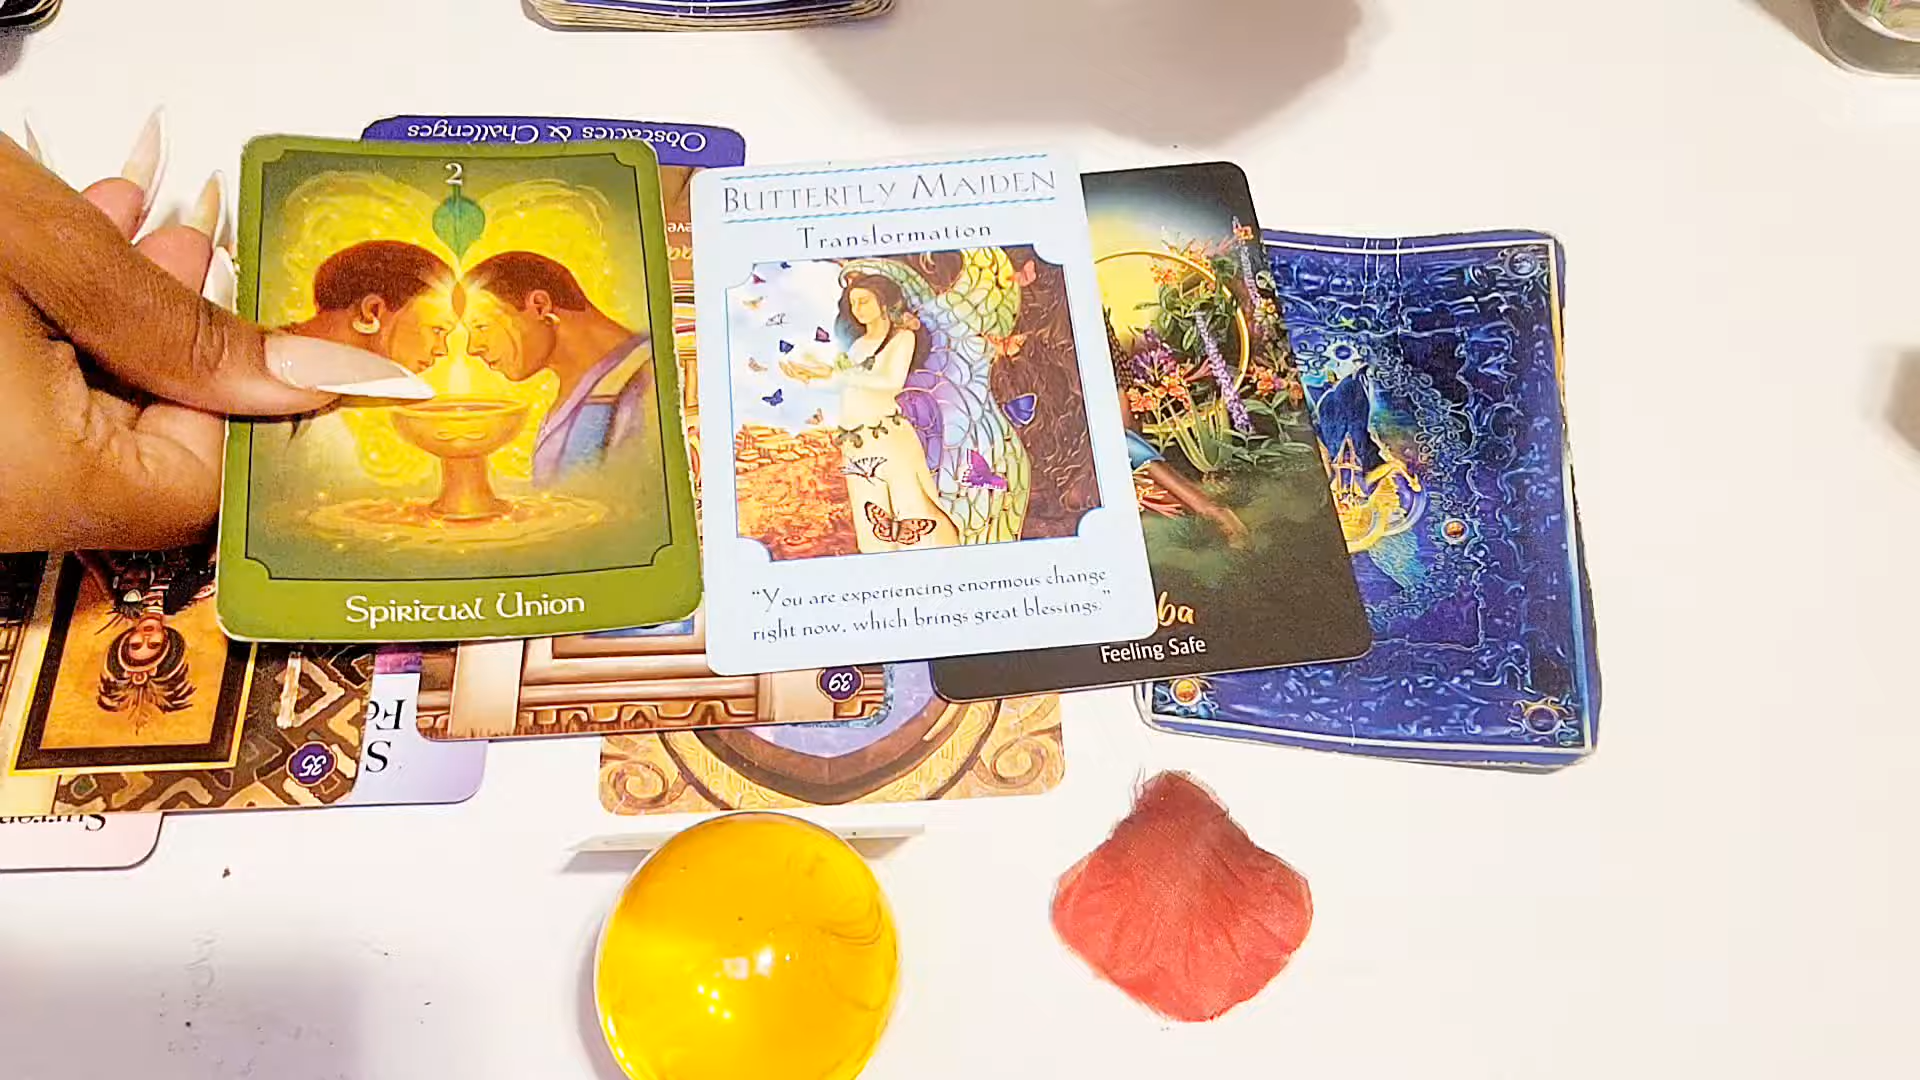 Obstacles & Challenges
2
Spiritual Union
BUTTERFLY MAIDEN
Transformation
"You are experiencing enormous change
right now, which brings great blessings."
ba
Feeling Safe
39
35